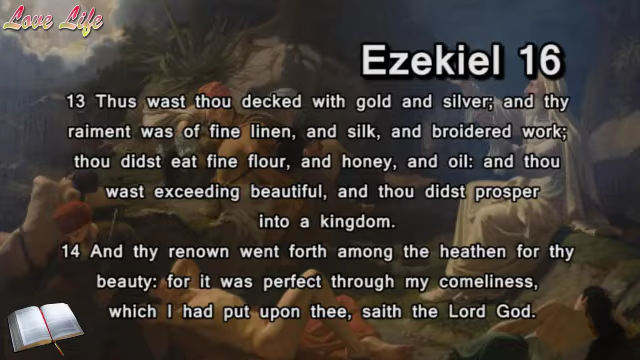 Love Life
Ezekiel 16
13 Thus wast thou decked with gold and silver; and thy
raiment was of fine linen, and silk, and broidered work;
thou didst eat fine flour, and honey, and oil: and thou
wast exceeding beautiful, and thou didst prosper
into a kingdom.
14 And thy renown went forth among the heathen for thy
beauty: for it was perfect through my comeliness,
which I had put upon thee, saith the Lord God.